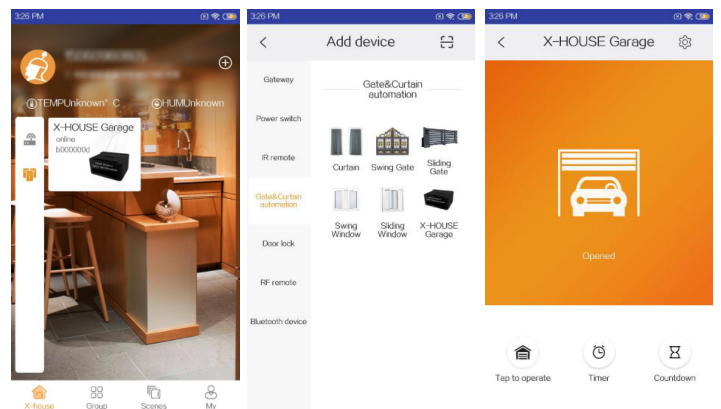 3:26 PM
TEMPUnknown° C
HUMUnknown
X-HOUSE Garage
online
b000000d
X-house
Group
Scenes
My
3:26 PM
Add device
Gateway
Power switch
IR remote
Gate&Curtain
automation
Door lock
RF remote
Bluetooth device
Gate&Curtain
automation
Curtain
Swing Gate
Sliding
Gate
Swing
Window
Sliding
Window
X-HOUSE
Garage
3:26 PM
X-HOUSE Garage
Opened
Tap to operate
Timer
Countdown